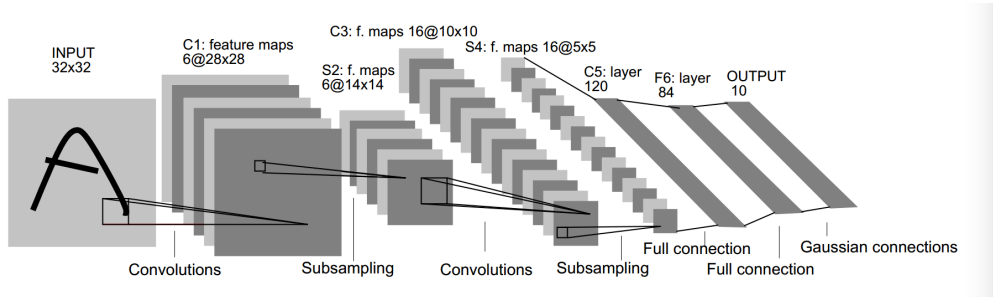 INPUT
32x32
C1: feature maps
6@28x28
S2: f. maps
6@14x14
C3: f. maps 16@10x10
S4: f. maps 16@5x5
C5: layer
120
F6: layer
84
OUTPUT
10
Convolutions
Subsampling
Convolutions
Subsampling
Full connection
Full connection
Gaussian connections